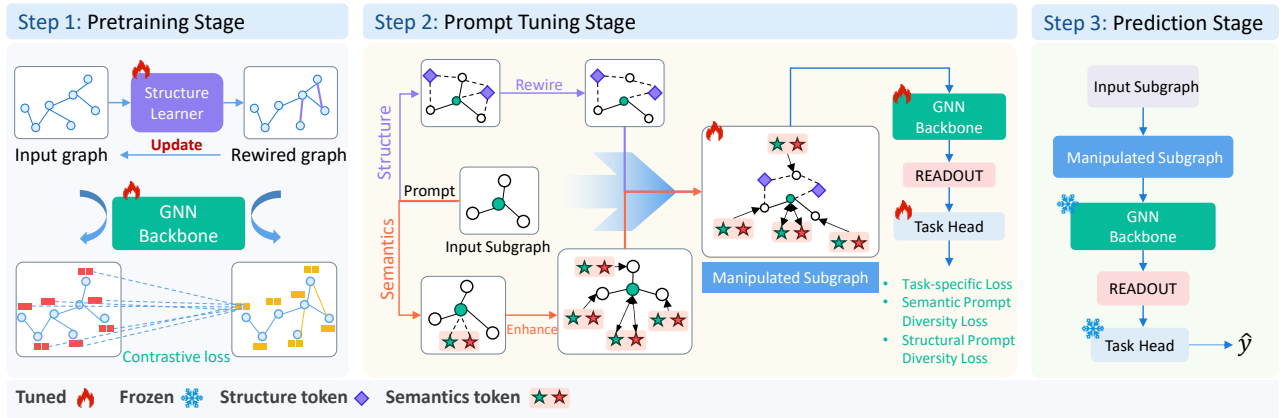 Step 1: Pretraining Stage
Structure
Learner
Input graph
Update
Rewired graph
GNN
Backbone
Contrastive loss
Step 2: Prompt Tuning Stage
Structure
Semantics
Rewire
Prompt
Input Subgraph
Enhance
Manipulated Subgraph
GNN
Backbone
READOUT
Task Head
• Task-specific Loss
• Semantic Prompt
Diversity Loss
• Structural Prompt
Diversity Loss
Step 3: Prediction Stage
Input Subgraph
Manipulated Subgraph
GNN
Backbone
READOUT
Task Head
ŷ
Tuned Frozen Structure token Semantics token